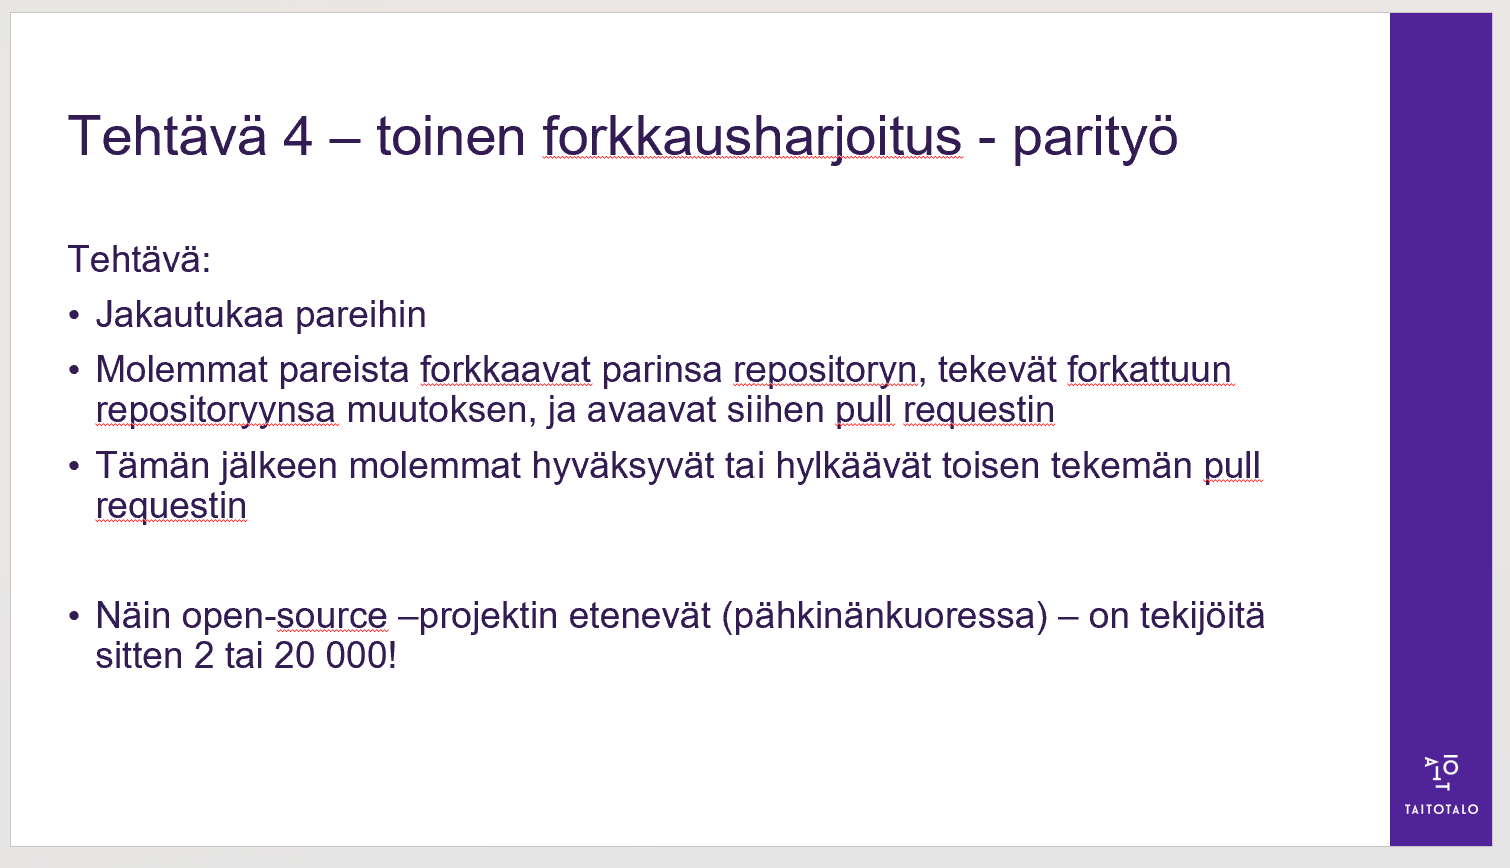 Tehtävä 4 – toinen forkkausharjoitus - parityö
Tehtävä:
• Jakautukaa pareihin
• Molemmat pareista forkkaavat parinsa repositoryn, tekevät forkattuun
repositoryynsa muutoksen, ja avaavat siihen pull requestin
• Tämän jälkeen molemmat hyväksyvät tai hylkäävät toisen tekemän pull
requestin
• Näin open-source –projektin etenevät (pähkinänkuoressa) – on tekijöitä
sitten 2 tai 20 000!
TAITOTALO